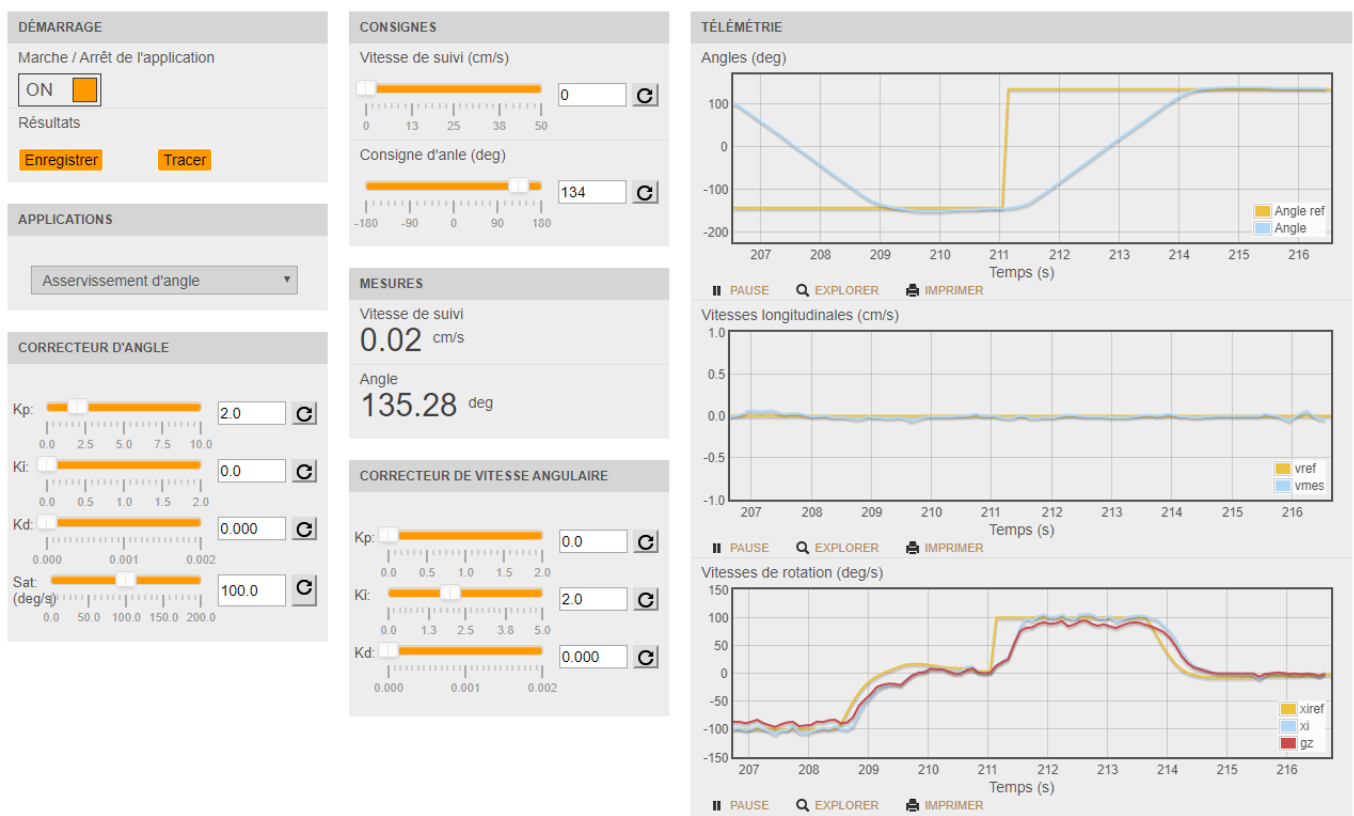 DÉMARRAGE
Marche / Arrêt de l'application
ON
Résultats
Enregistrer Tracer
APPLICATIONS
Asservissement d'angle
CORRECTEUR D'ANGLE
Kp: 2.0
0.0 2.5 5.0 7.5 10.0
Ki: 0.0
0.0 0.5 1.0 1.5 2.0
Kd: 0.000
0.000 0.001 0.002
Sat: 100.0
(deg/s)
0.0 50.0 100.0 150.0 200.0
CONSIGNES
Vitesse de suivi (cm/s)
0
0 13 25 38 50
Consigne d'anle (deg)
134
-180 -90 0 90 180
MESURES
Vitesse de suivi
0.02 cm/s
Angle
135.28 deg
CORRECTEUR DE VITESSE ANGULAIRE
Kp: 0.0
0.0 0.5 1.0 1.5 2.0
Ki: 2.0
0.0 1.3 2.5 3.8 5.0
Kd: 0.000
0.000 0.001 0.002
TÉLÉMÉTRIE
Angles (deg)
100
0
-100
-200
Angle ref
Angle
207 208 209 210 211 212 213 214 215 216
Temps (s)
PAUSE EXPLORER IMPRIMER
Vitesses longitudinales (cm/s)
1.0
0.5
0.0
-0.5
-1.0
vref
vmes
207 208 209 210 211 212 213 214 215 216
Temps (s)
PAUSE EXPLORER IMPRIMER
Vitesses de rotation (deg/s)
150
100
50
0
-50
-100
-150
xiref
xi
gz
207 208 209 210 211 212 213 214 215 216
Temps (s)
PAUSE EXPLORER IMPRIMER